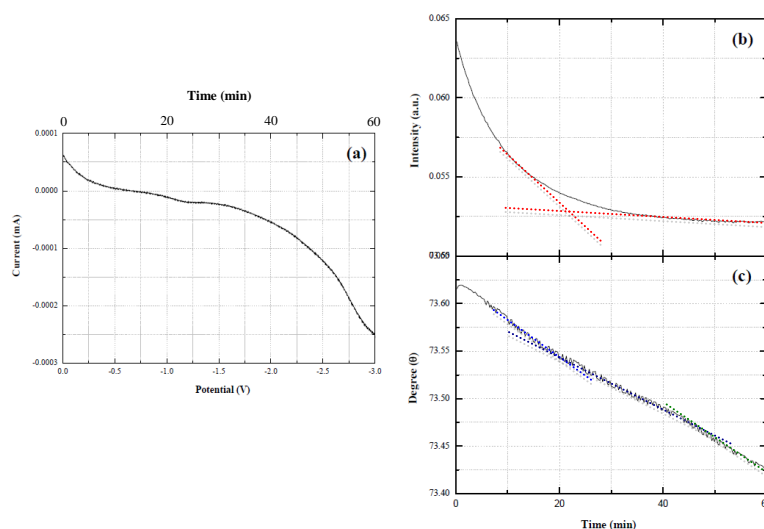 Time (min)
0 20 40 60
0.0001
0.0000
-0.0001
-0.0002
-0.0003
(a)
Current (mA)
0.0 -0.5 -1.0 -1.5 -2.0 -2.5 -3.0
Potential (V)
0.065
0.060
0.055
(b)
Intensity (a.u.)
73.60
73.55
73.50
73.45
73.40
(c)
Degree (θ)
0 20 40 60
Time (min)